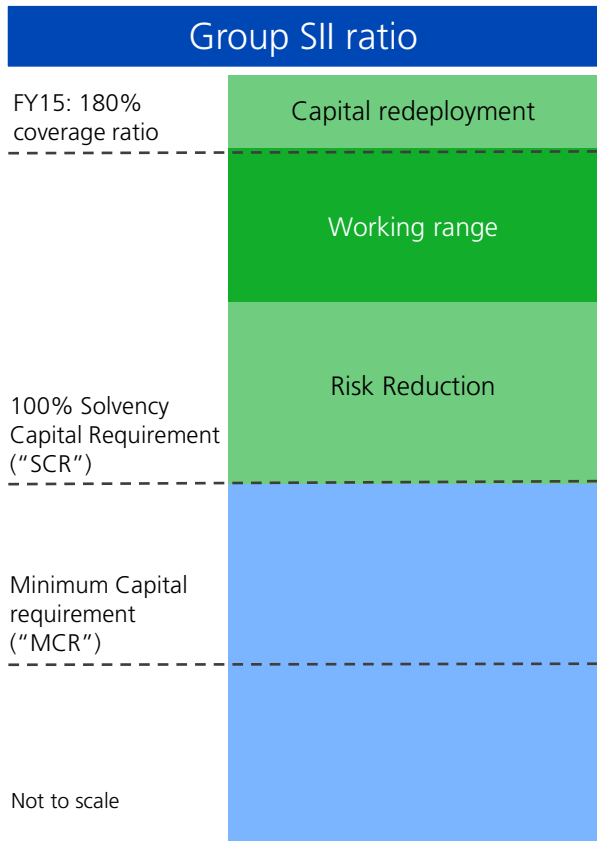 Group SII ratio
FY15: 180%
coverage ratio
Capital redeployment
Working range
Risk Reduction
100% Solvency
Capital Requirement
(“SCR”)
Minimum Capital
requirement
(“MCR”)
Not to scale